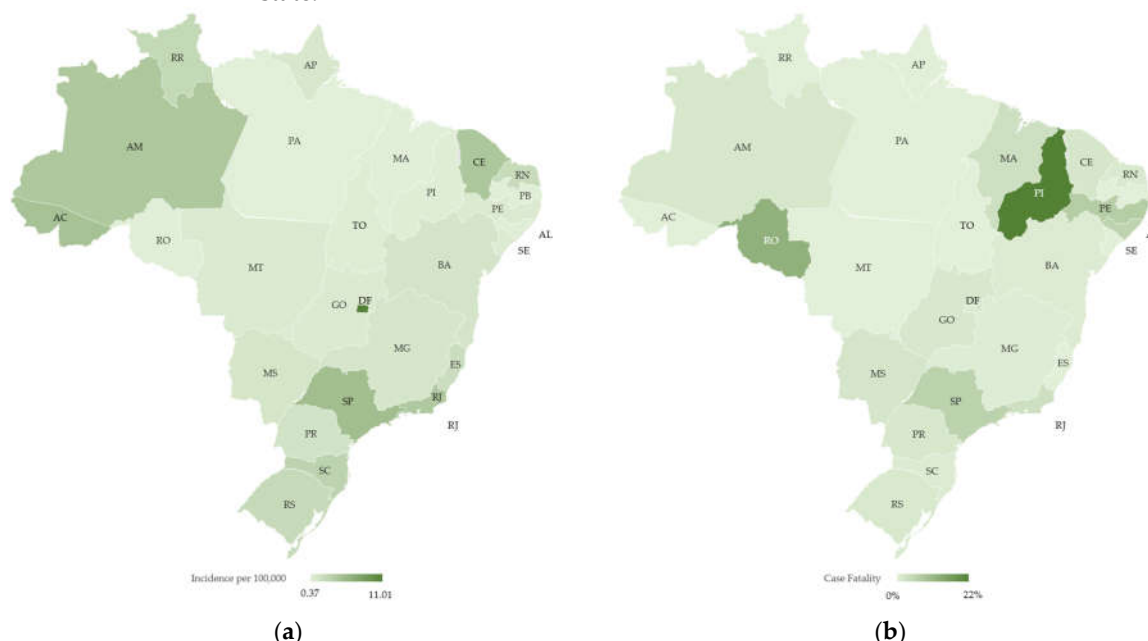 RR
AP
AM
PA
MA
CE
RN
PI
PB
PE
AC
TO
AL
RO
SE
BA
MT
GO
DF
MG
ES
MS
SP
RJ
RJ
PR
SC
RS
Incidence per 100,000
0.37 11.01
(a)
RR
AP
AM
PA
MA
CE
RN
PI
PE
AC
TO
RO
SE
BA
MT
DF
GO
MG
ES
MS
SP
RJ
PR
SC
RS
Case Fatality
0% 22%
(b)